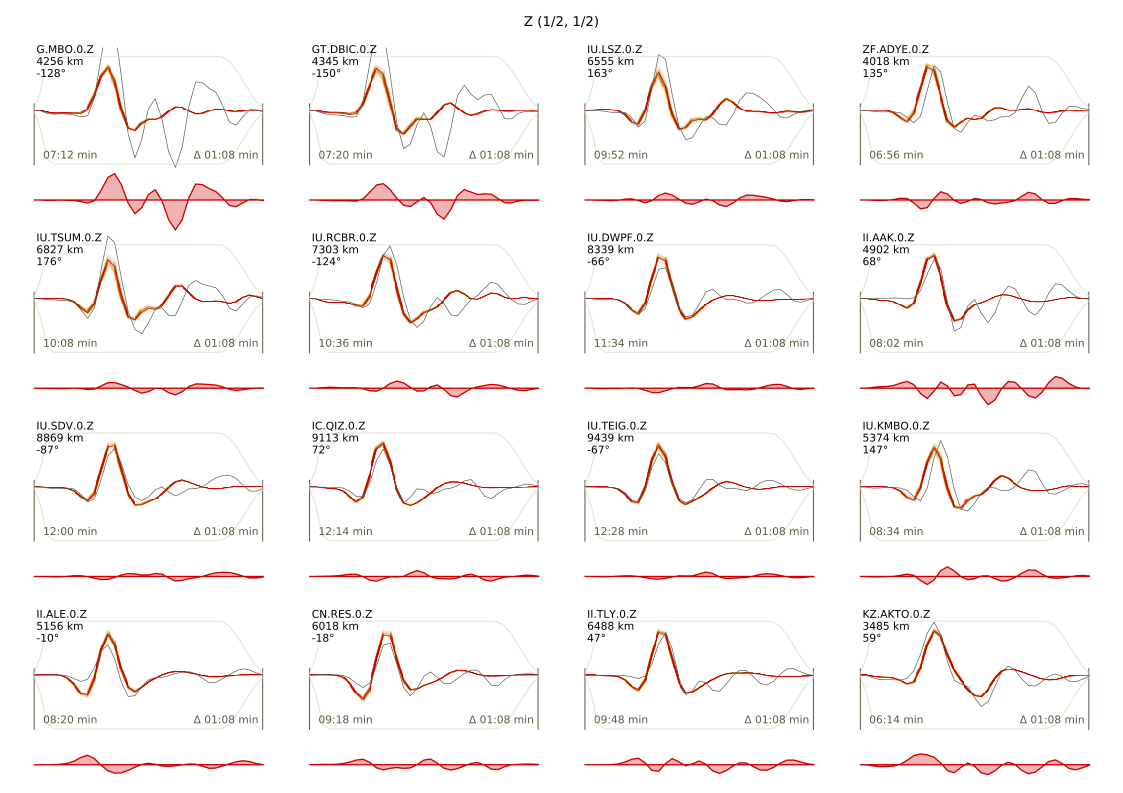 Z (1/2, 1/2)
G.MBO.0.Z
4256 km
-128°
07:12 min
Δ 01:08 min
GT.DBIC.0.Z
4345 km
-150°
07:20 min
Δ 01:08 min
IU.LSZ.0.Z
6555 km
163°
09:52 min
Δ 01:08 min
ZF.ADYE.0.Z
4018 km
135°
06:56 min
Δ 01:08 min
IU.TSUM.0.Z
6827 km
176°
10:08 min
Δ 01:08 min
IU.RCBR.0.Z
7303 km
-124°
10:36 min
Δ 01:08 min
IU.DWPF.0.Z
8339 km
-66°
11:34 min
Δ 01:08 min
II.AAK.0.Z
4902 km
68°
08:02 min
Δ 01:08 min
IU.SDV.0.Z
8869 km
-87°
12:00 min
Δ 01:08 min
IC.QIZ.0.Z
9113 km
72°
12:14 min
Δ 01:08 min
IU.TEIG.0.Z
9439 km
-67°
12:28 min
Δ 01:08 min
IU.KMBO.0.Z
5374 km
147°
08:34 min
Δ 01:08 min
II.ALE.0.Z
5156 km
-10°
08:20 min
Δ 01:08 min
CN.RES.0.Z
6018 km
-18°
09:18 min
Δ 01:08 min
II.TLY.0.Z
6488 km
47°
09:48 min
Δ 01:08 min
KZ.AKTO.0.Z
3485 km
59°
06:14 min
Δ 01:08 min